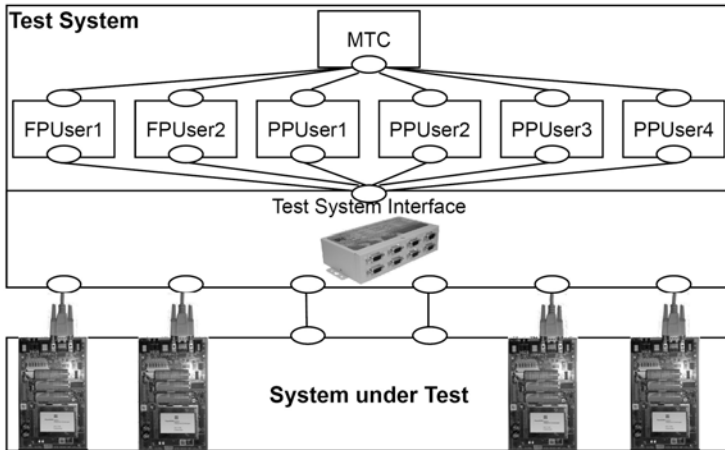 Test System
MTC
FPUser1 FPUser2 PPUser1 PPUser2 PPUser3 PPUser4
Test System Interface
System under Test